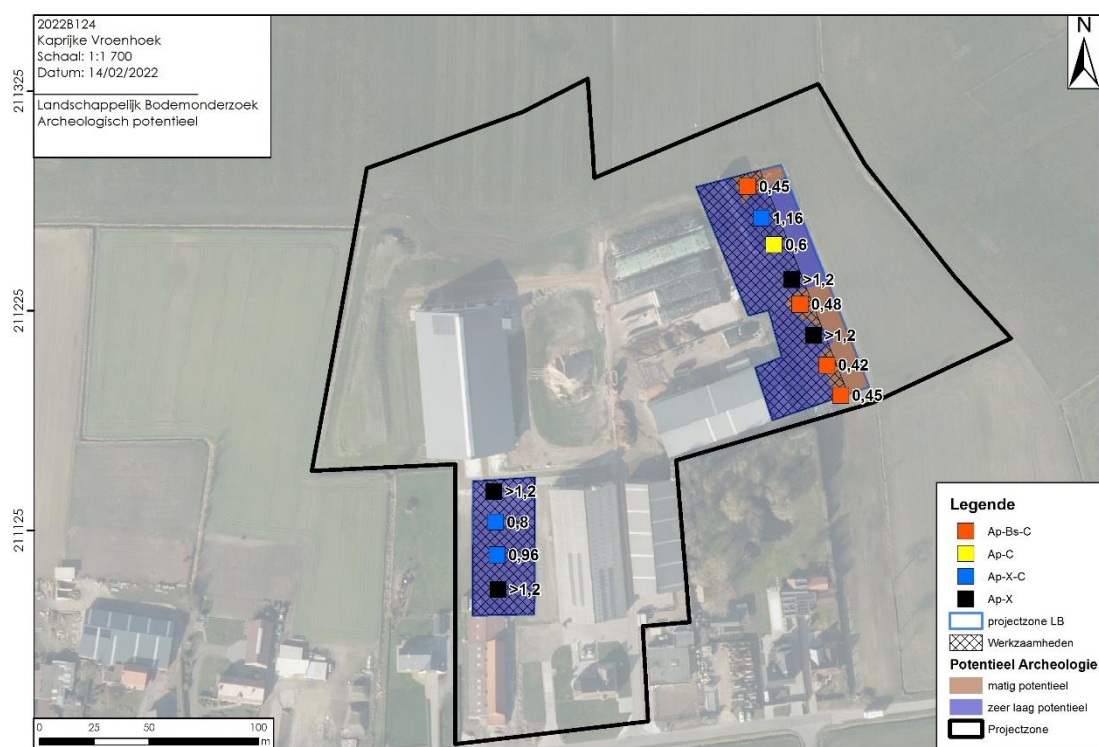 2022B124
Kaprijke Vroenhoek
Schaal: 1:1 700
Datum: 14/02/2022
Landschappelijk Bodemonderzoek
Archeologisch potentieel
N
211325
211225
211125
0,45
1,16
0,6
>1,2
0,48
>1,2
0,42
0,45
>1,2
0,8
0,96
>1,2
Legende
Ap-Bs-C
Ap-C
Ap-X-C
Ap-X
projectzone LB
Werkzaamheden
Potentieel Archeologie
matig potentieel
zeer laag potentieel
Projectzone
0 25 50 100
m